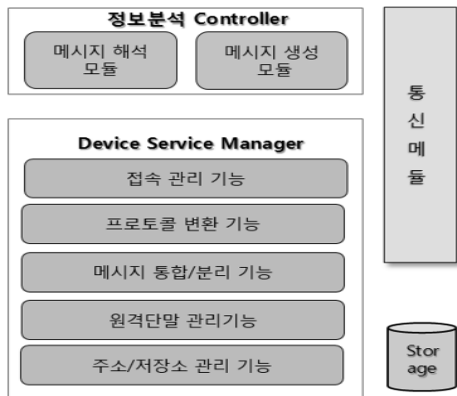 정보분석 Controller
메시지 해석
모듈
메시지 생성
모듈
Device Service Manager
접속 관리 기능
프로토콜 변환 기능
메시지 통합/분리 기능
원격단말 관리기능
주소/저장소 관리 기능
통
신
메
듈
Stor
age